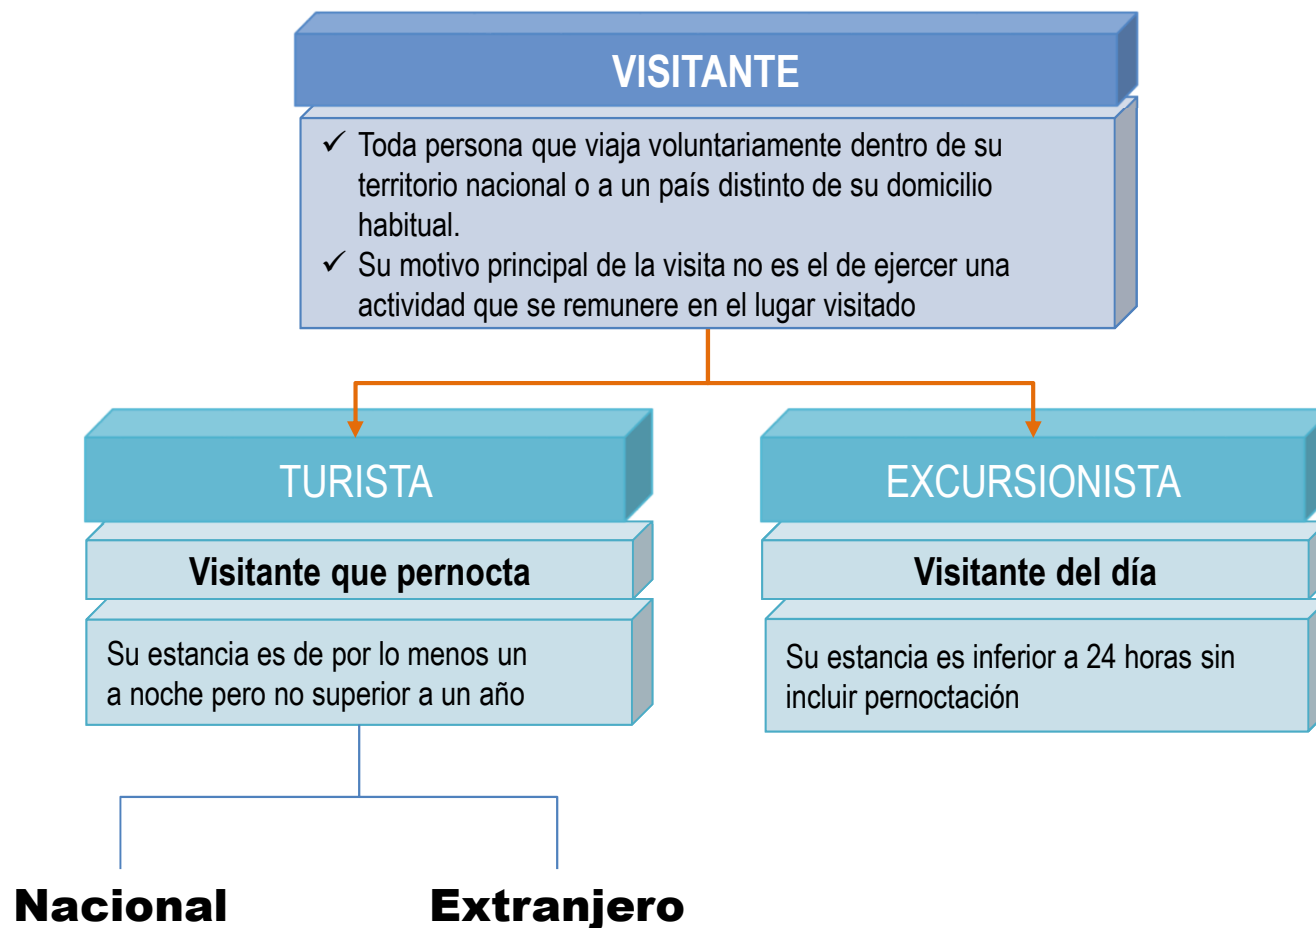 VISITANTE
✓ Toda persona que viaja voluntariamente dentro de su
territorio nacional o a un país distinto de su domicilio
habitual.
✓ Su motivo principal de la visita no es el de ejercer una
actividad que se remunere en el lugar visitado
TURISTA
Visitante que pernocta
Su estancia es de por lo menos un
a noche pero no superior a un año
Nacional
Extranjero
EXCURSIONISTA
Visitante del día
Su estancia es inferior a 24 horas sin
incluir pernoctación